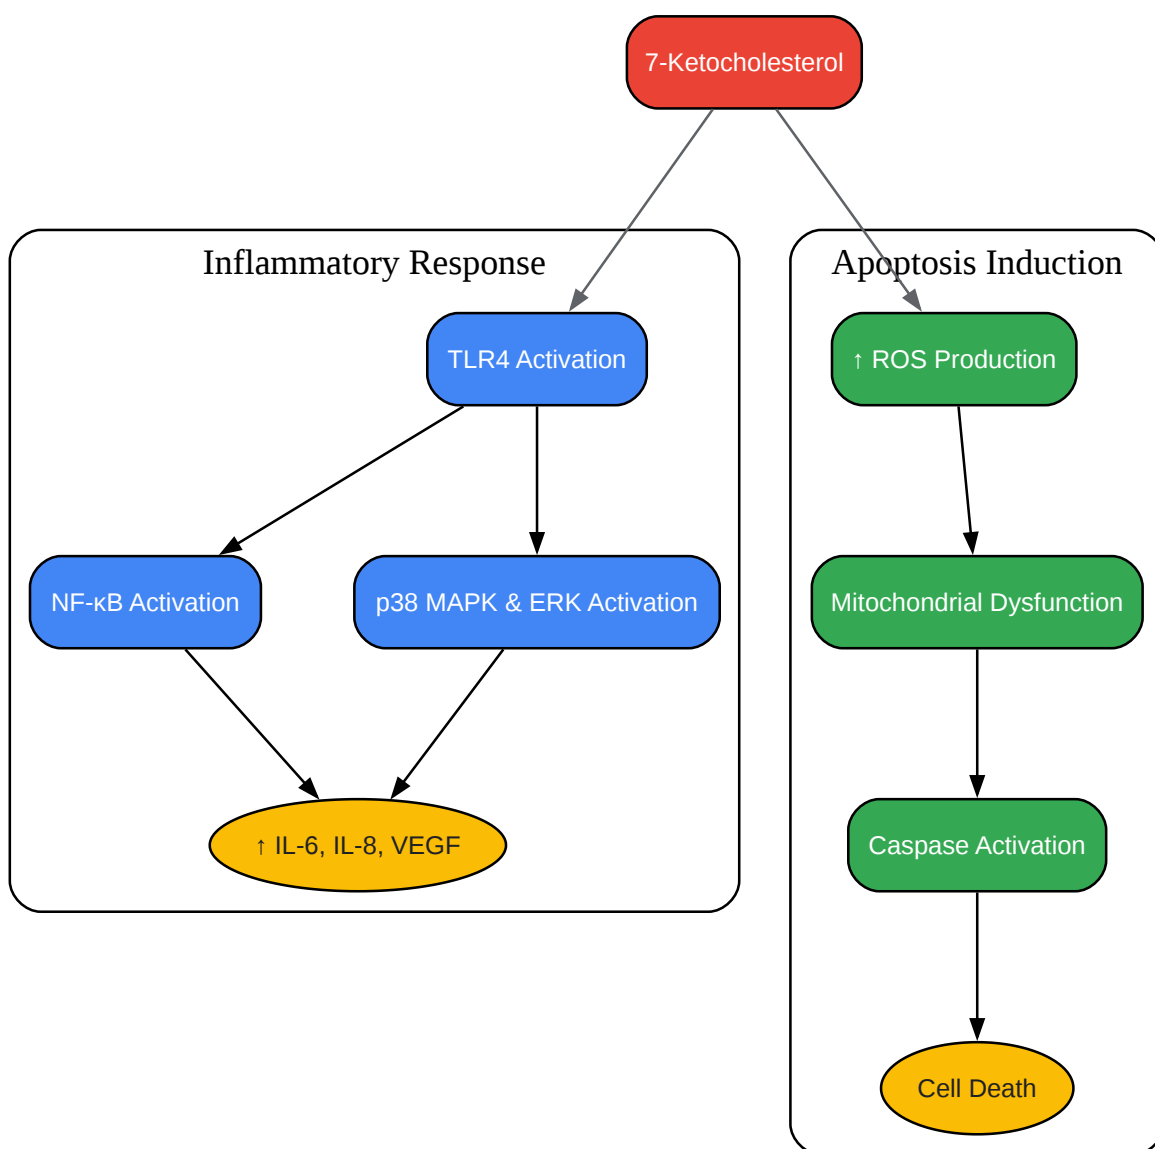 7-Ketocholesterol
Inflammatory Response
TLR4 Activation
NF-κB Activation
p38 MAPK & ERK Activation
↑ IL-6, IL-8, VEGF
Apoptosis Induction
↑ ROS Production
Mitochondrial Dysfunction
Caspase Activation
Cell Death